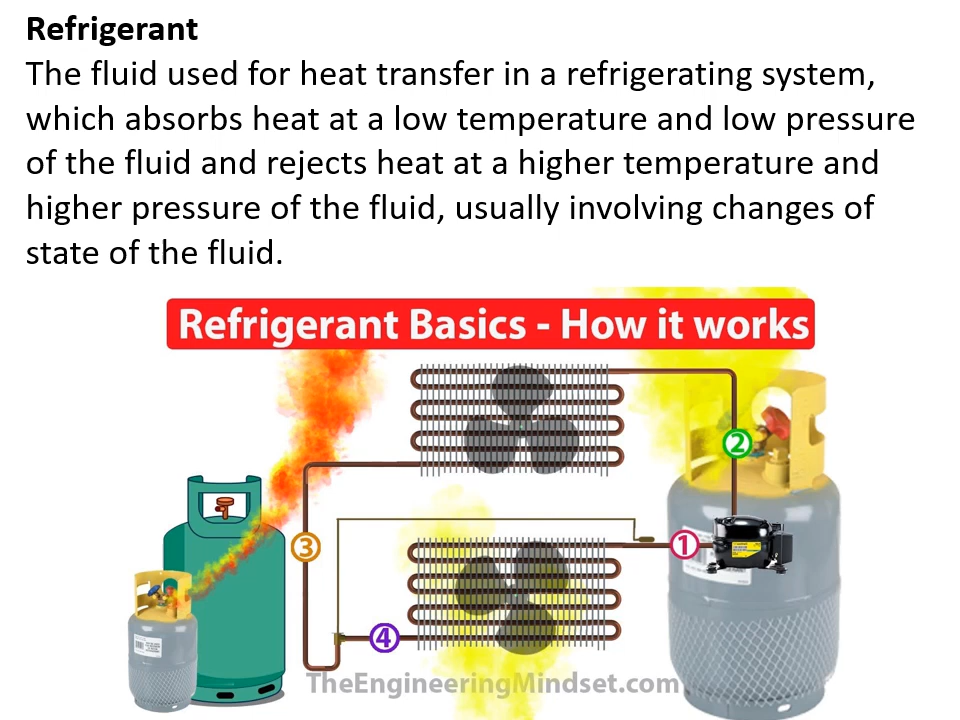 Refrigerant
The fluid used for heat transfer in a refrigerating system,
which absorbs heat at a low temperature and low pressure
of the fluid and rejects heat at a higher temperature and
higher pressure of the fluid, usually involving changes of
state of the fluid.
Refrigerant Basics - How it works
2
3
1
4
TheEngineeringMindset.com